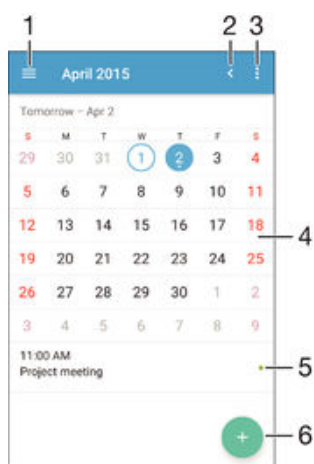 1 2 3
April 2015
Tomorrow – Apr 2
S M T W T F S
29 30 31 1 2 3 4
5 6 7 8 9 10 11
12 13 14 15 16 17 18
4
19 20 21 22 23 24 25
26 27 28 29 30 1 2
3 4 5 6 7 8 9
11:00 AM
5
Project meeting
+ 6